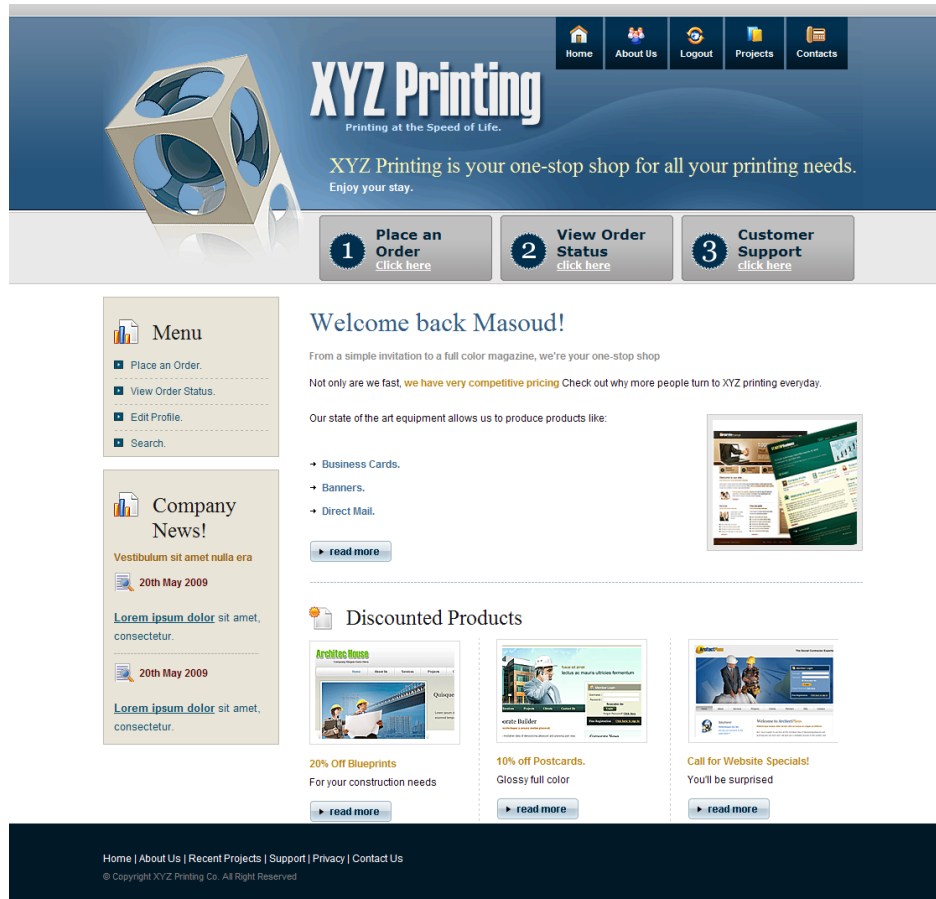 Home
About Us
Logout
Projects
Contacts
XYZ Printing
Printing at the Speed of Life.
XYZ Printing is your one-stop shop for all your printing needs.
Enjoy your stay.
1
Place an
Order
Click here
2
View Order
Status
click here
3
Customer
Support
click here
Menu
Place an Order.
View Order Status.
Edit Profile.
Search.
Company
News!
Vestibulum sit amet nulla era
20th May 2009
Lorem ipsum dolor sit amet,
consectetur.
20th May 2009
Lorem ipsum dolor sit amet,
consectetur.
Welcome back Masoud!
From a simple invitation to a full color magazine, we're your one-stop shop
Not only are we fast, we have very competitive pricing Check out why more people turn to XYZ printing everyday.
Our state of the art equipment allows us to produce products like:
Business Cards.
Banners.
Direct Mail.
read more
Discounted Products
Architec House
20% Off Blueprints
For your construction needs
read more
10% off Postcards.
Glossy full color
read more
Call for Website Specials!
You'll be surprised
read more
Home | About Us | Recent Projects | Support | Privacy | Contact Us
© Copyright XYZ Printing Co. All Right Reserved